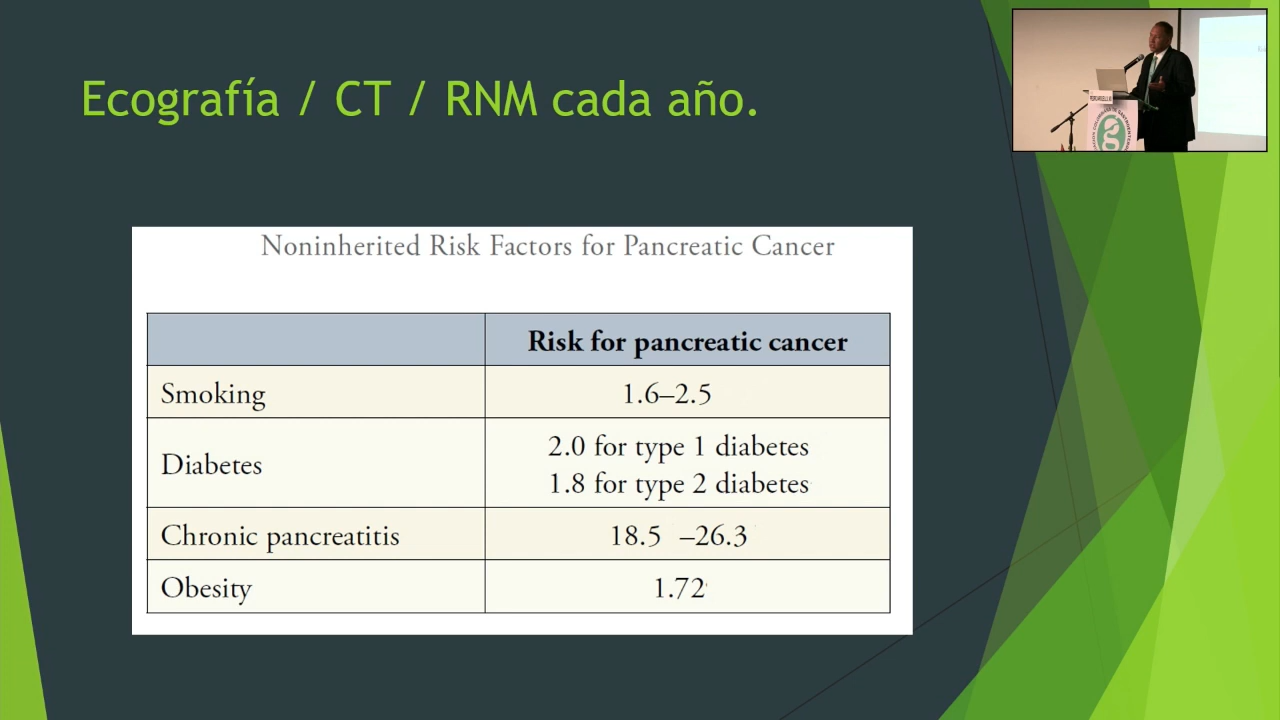 Ecografía / CT / RNM cada año.
Noninherited Risk Factors for Pancreatic Cancer
Risk for pancreatic cancer
Smoking
1.6–2.5
Diabetes
2.0 for type 1 diabetes
1.8 for type 2 diabetes
Chronic pancreatitis
18.5 –26.3
Obesity
1.72